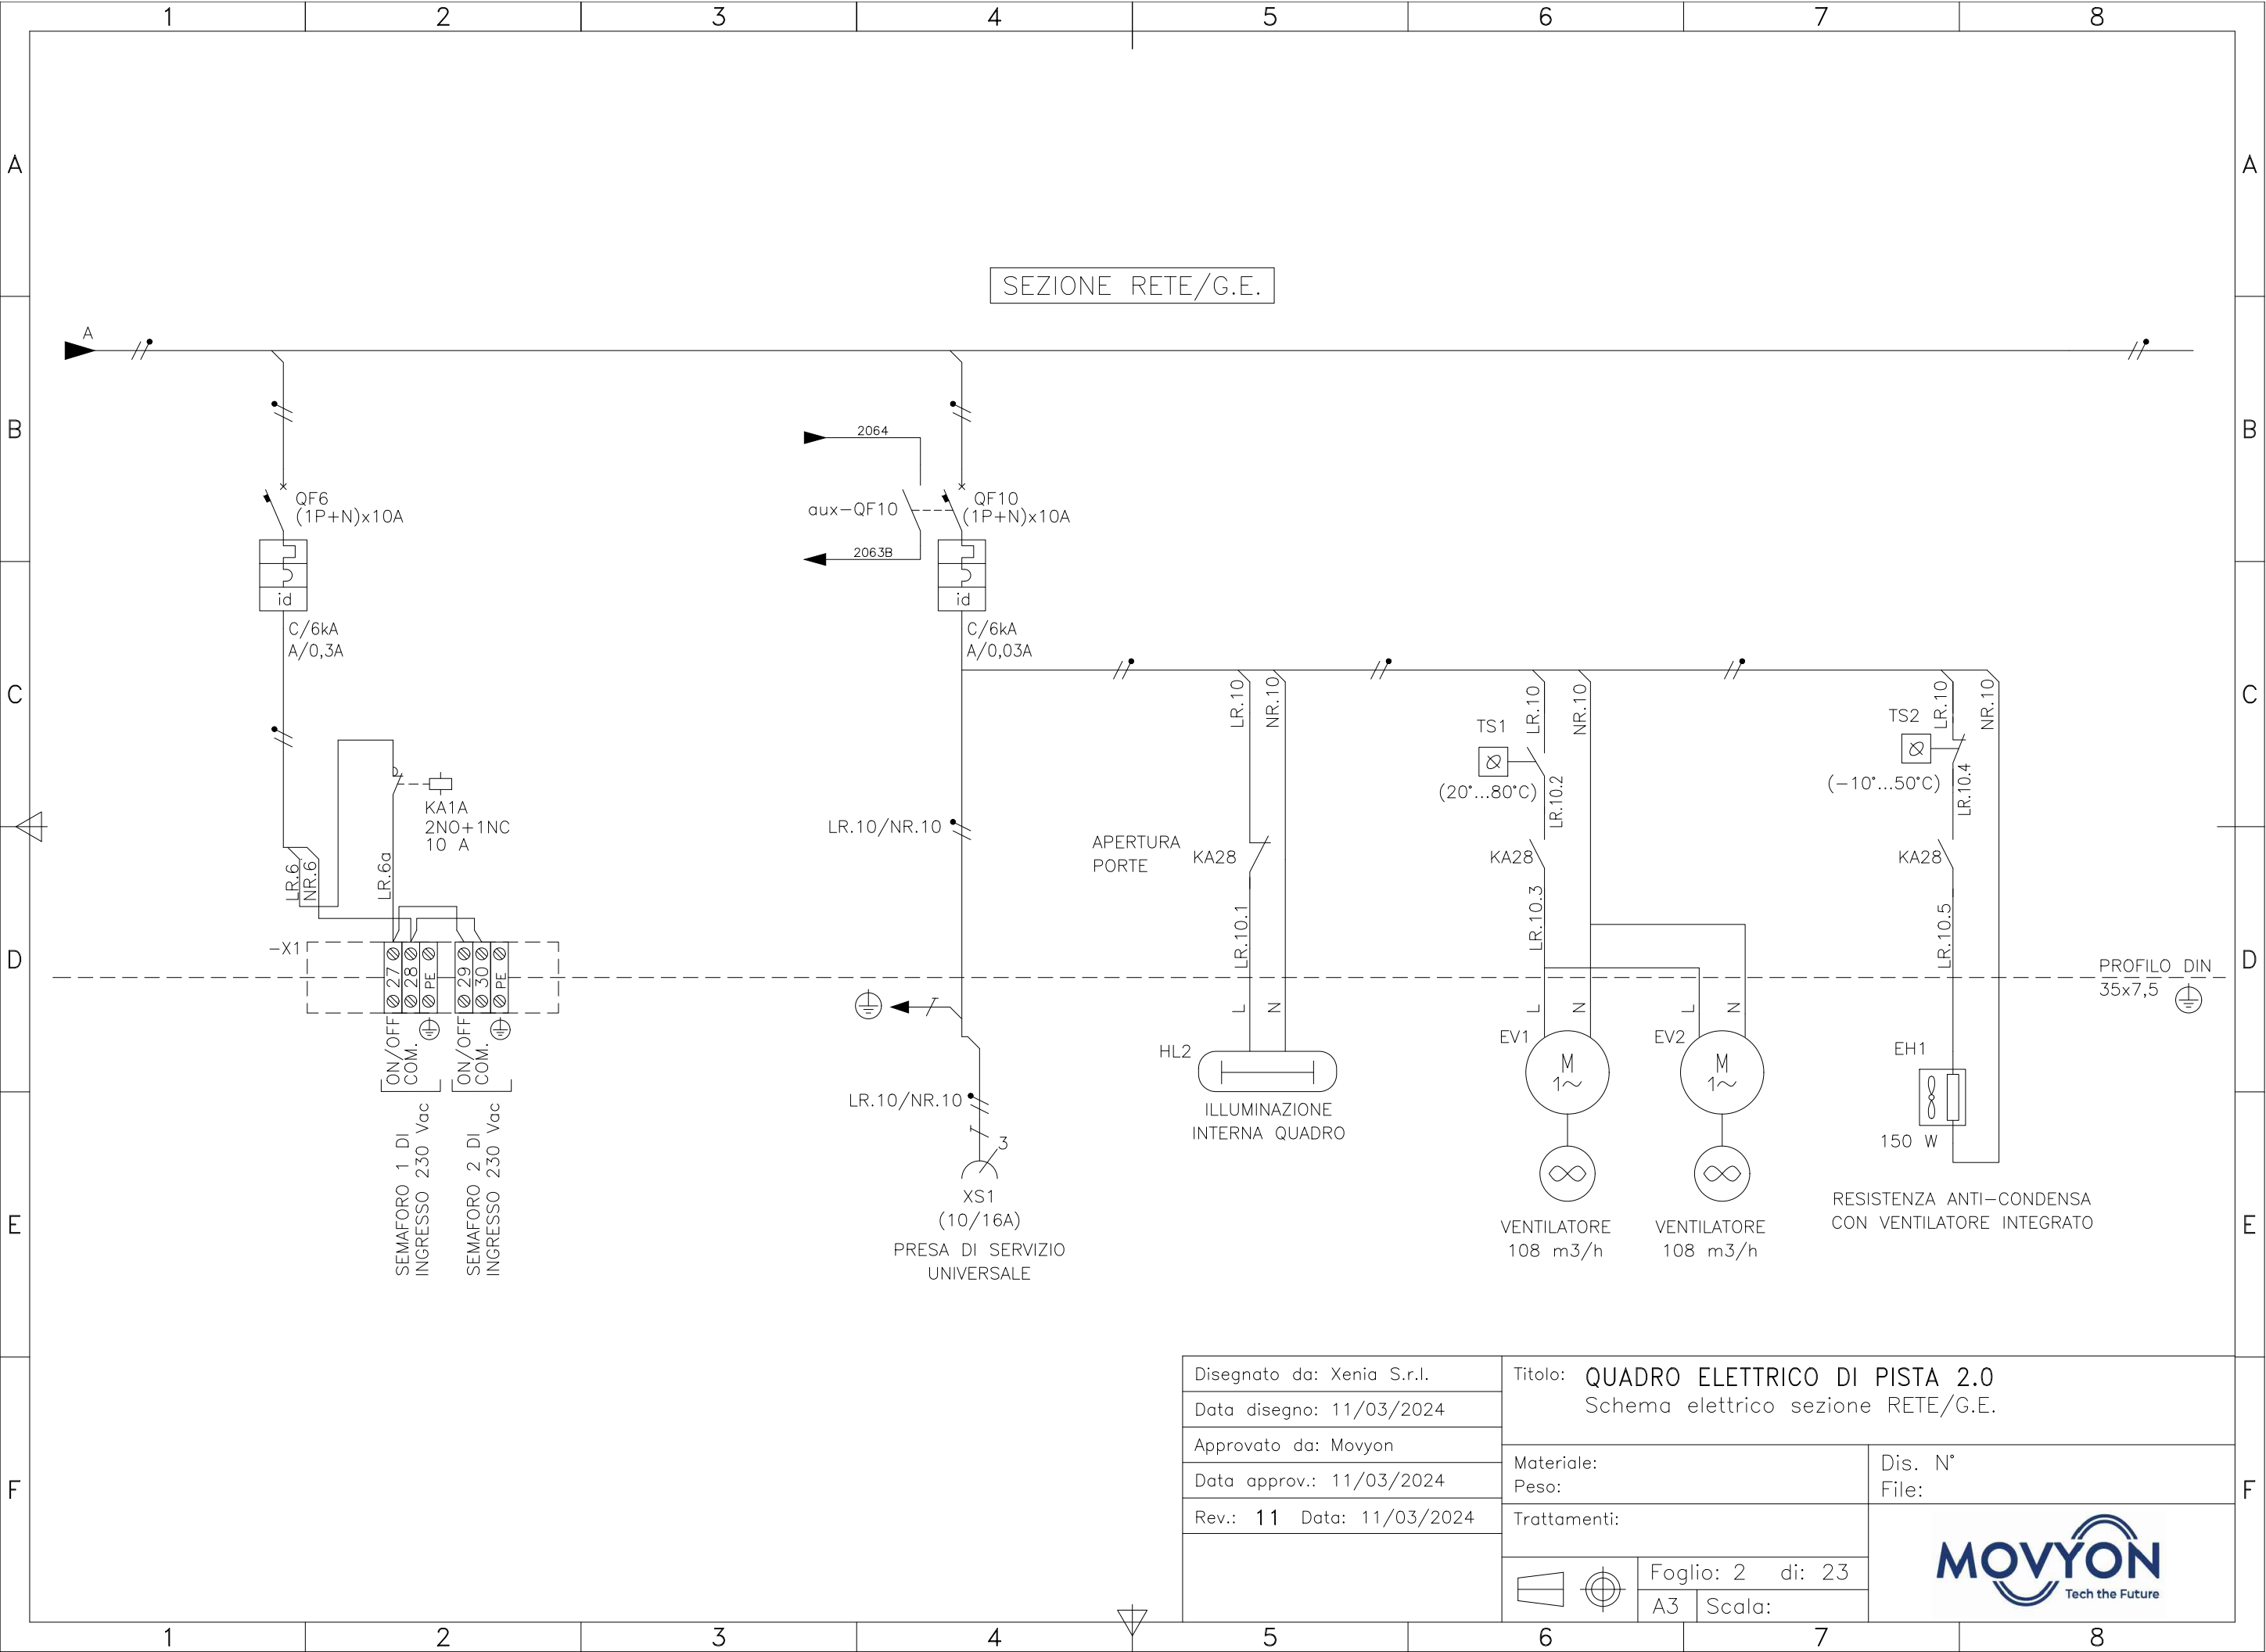 1 2 3 4 5 6 7 8
A A
SEZIONE RETE/G.E.
A
B B
2064
QF6
(1P+N)x10A
aux-QF10
QF10
(1P+N)x10A
2063B
id
id
C/6kA
A/0,3A
C/6kA
A/0,03A
C C
LR.10
NR.10
LR.10
NR.10
LR.10
NR.10
TS1
(20°...80°C)
LR.10.2
TS2
(-10°...50°C)
LR.10.4
KA1A
2NO+1NC
10 A
LR.6
NR.6
LR.6a
LR.10/NR.10
APERTURA
PORTE
KA28
KA28
KA28
LR.10.1
LR.10.3
LR.10.5
D D
-X1
27
28
PE
29
30
PE
PROFILO DIN
35x7,5
ON/OFF
COM.
ON/OFF
COM.
L
N
L
N
L
N
HL2
EV1
M
1~
EV2
M
1~
EH1
150 W
LR.10/NR.10
3
ILLUMINAZIONE
INTERNA QUADRO
SEMAFORO 1 DI
INGRESSO 230 Vac
SEMAFORO 2 DI
INGRESSO 230 Vac
XS1
(10/16A)
PRESA DI SERVIZIO
UNIVERSALE
VENTILATORE
108 m3/h
VENTILATORE
108 m3/h
RESISTENZA ANTI-CONDENSA
CON VENTILATORE INTEGRATO
E E
Disegnato da: Xenia S.r.l.
Data disegno: 11/03/2024
Approvato da: Movyon
Data approv.: 11/03/2024
Rev.: 11 Data: 11/03/2024
Titolo: QUADRO ELETTRICO DI PISTA 2.0
Schema elettrico sezione RETE/G.E.
Materiale:
Peso:
Dis. N°
File:
Trattamenti:
Foglio: 2 di: 23
A3 Scala:
MOVYON
Tech the Future
F F
1 2 3 4 5 6 7 8